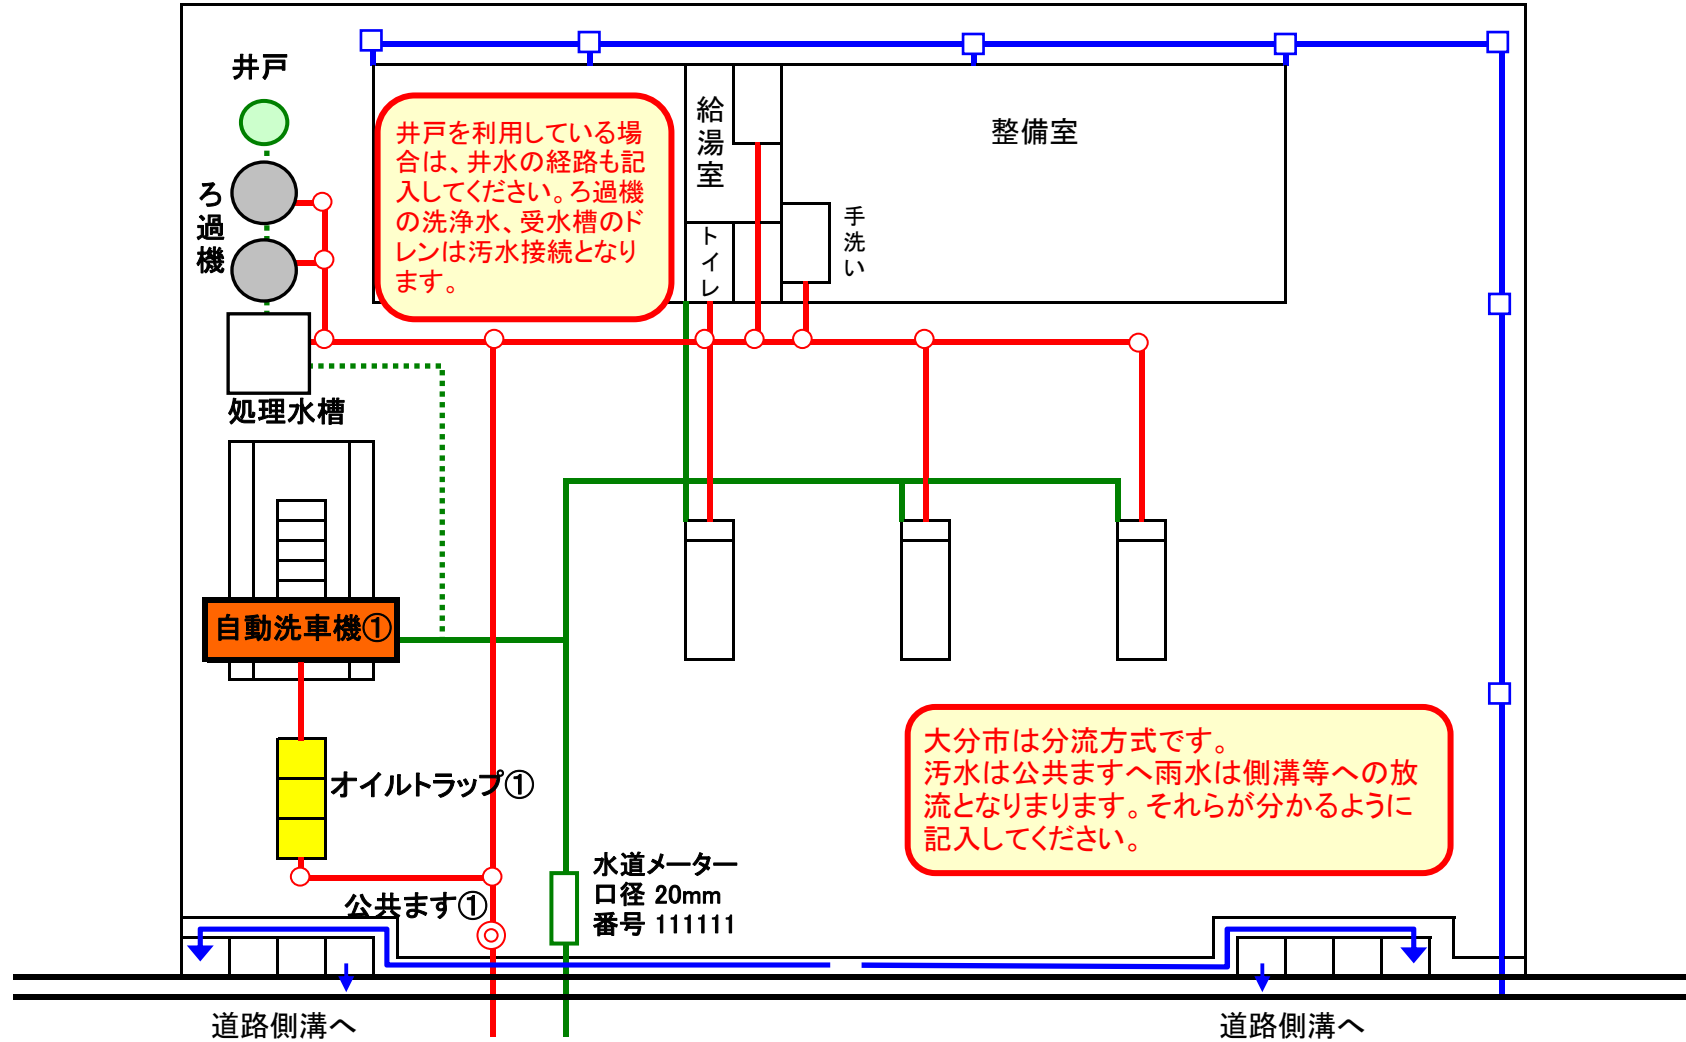 井戸
ろ過機
井戸を利用している場
合は、井水の経路も記
入してください。ろ過機
の洗浄水、受水槽のド
レンは汚水接続となり
ます。
給湯室
トイレ
手洗い
整備室
処理水槽
自動洗車機①
オイルトラップ①
公共ます①
水道メーター
口径 20mm
番号 111111
大分市は分流方式です。
汚水は公共ますへ雨水は側溝等への放
流となりまります。それらが分かるように
記入してください。
道路側溝へ
道路側溝へ